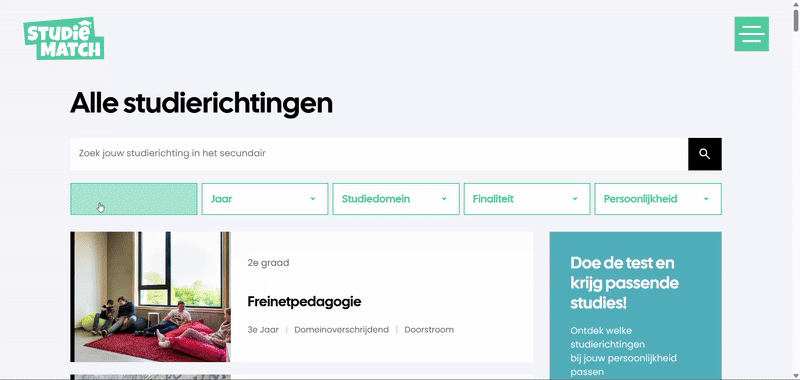 STUDIE
MATCH
Alle studierichtingen
Zoek jouw studierichting in het secundair
Jaar
Studiedomein
Finaliteit
Persoonlijkheid
2e graad
Freinetpedagogie
3e Jaar | Domeinoverschrijdend | Doorstroom
Doe de test en
krijg passende
studies!
Ontdek welke
studierichtingen
bij jouw persoonlijkheid
passen